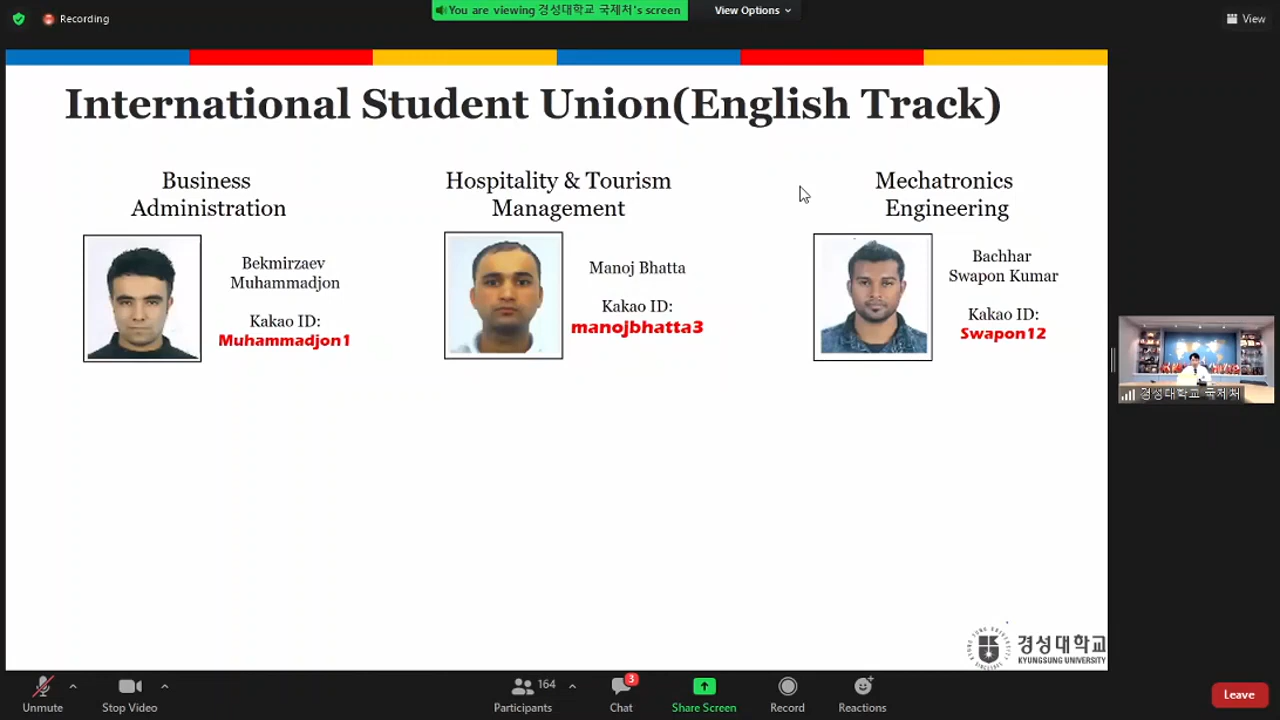 Recording
You are viewing 경성대학교 국제처's screen
View Options
View
International Student Union(English Track)
Business
Administration
Bekmirzaev
Muhammadjon
Kakao ID:
Muhammadjon1
Hospitality & Tourism
Management
Manoj Bhatta
Kakao ID:
manojbhatta3
Mechatronics
Engineering
Bachhar
Swapon Kumar
Kakao ID:
Swapon12
경성대학교 국제처
경성대학교
KYUNGSUNG UNIVERSITY
Unmute
Stop Video
164
Participants
3
Chat
Share Screen
Record
Reactions
Leave